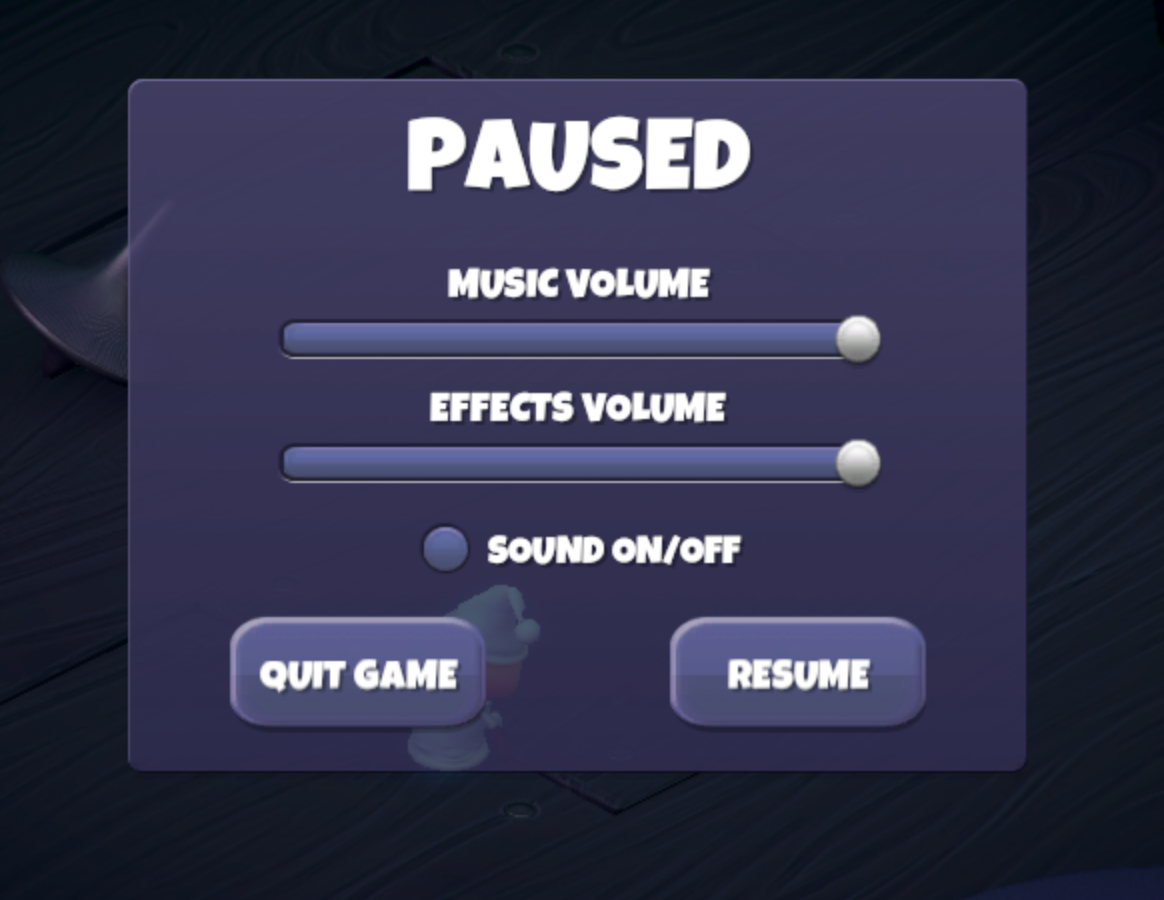 PAUSED
MUSIC VOLUME
EFFECTS VOLUME
SOUND ON/OFF
QUIT GAME
RESUME